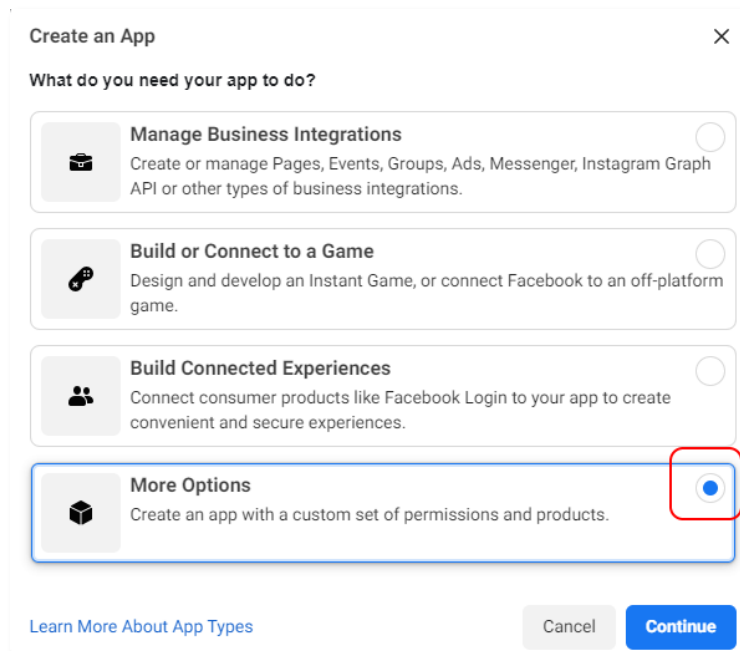 Create an App
What do you need your app to do?
Manage Business Integrations
Create or manage Pages, Events, Groups, Ads, Messenger, Instagram Graph
API or other types of business integrations.
Build or Connect to a Game
Design and develop an Instant Game, or connect Facebook to an off-platform
game.
Build Connected Experiences
Connect consumer products like Facebook Login to your app to create
convenient and secure experiences.
More Options
Create an app with a custom set of permissions and products.
Learn More About App Types
Cancel
Continue